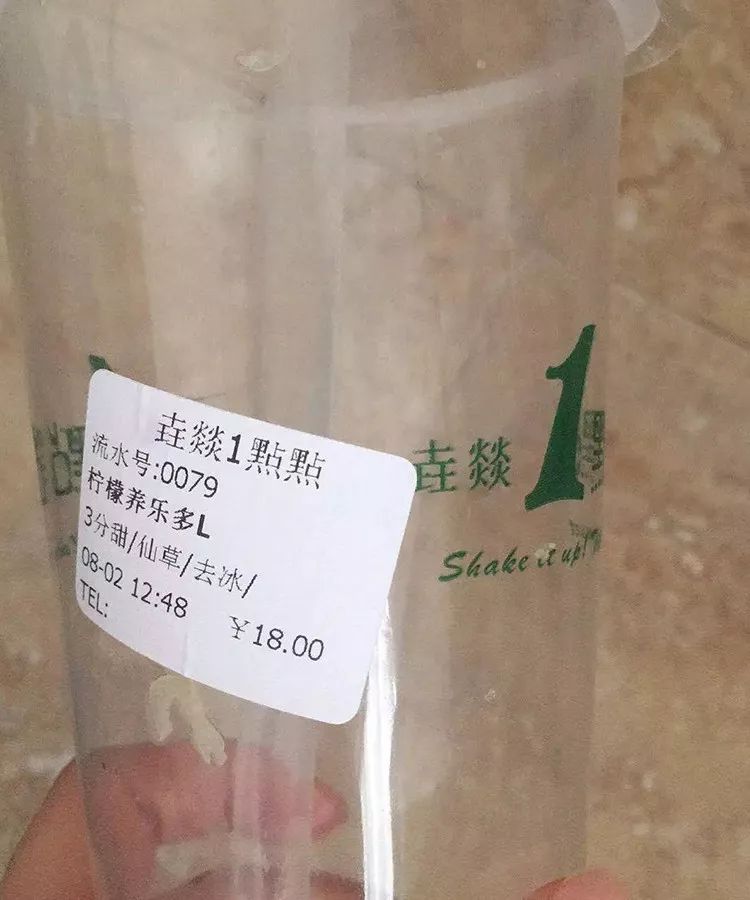 垚燚1點點
流水号:0079
柠檬养乐多L
3分甜/仙草/去冰/
08-02 12:48 ¥18.00
TEL:
垚燚1
Shake it up!